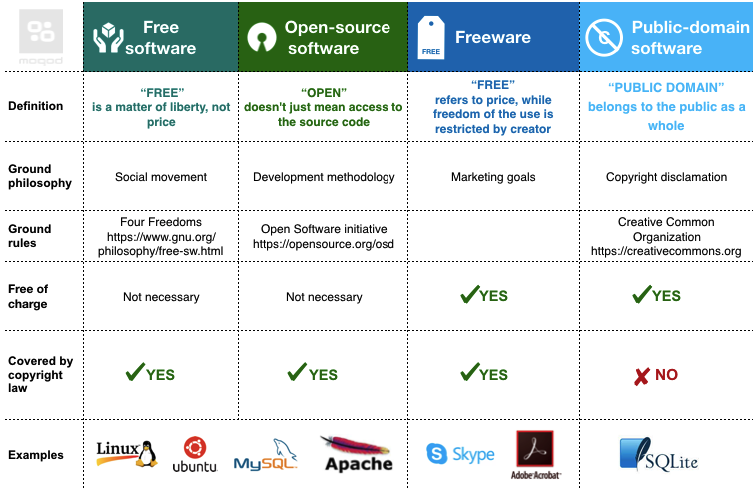 Free
software
Open-source
software
FREE
Freeware
Public-domain
software
moqod
Definition
“FREE”
is a matter of liberty, not
price
“OPEN”
doesn't just mean access to
the source code
“FREE”
refers to price, while
freedom of the use is
restricted by creator
“PUBLIC DOMAIN”
belongs to the public as a
whole
Ground
philosophy
Social movement
Development methodology
Marketing goals
Copyright disclamation
Ground
rules
Four Freedoms
https://www.gnu.org/
philosophy/free-sw.html
Open Software initiative
https://opensource.org/osd
Creative Common
Organization
https://creativecommons.org
Free of
charge
Not necessary
Not necessary
YES
YES
Covered by
copyright
law
YES
YES
YES
NO
Examples
Linux
ubuntu
MySQL
Apache
Skype
Adobe Acrobat
SQLite